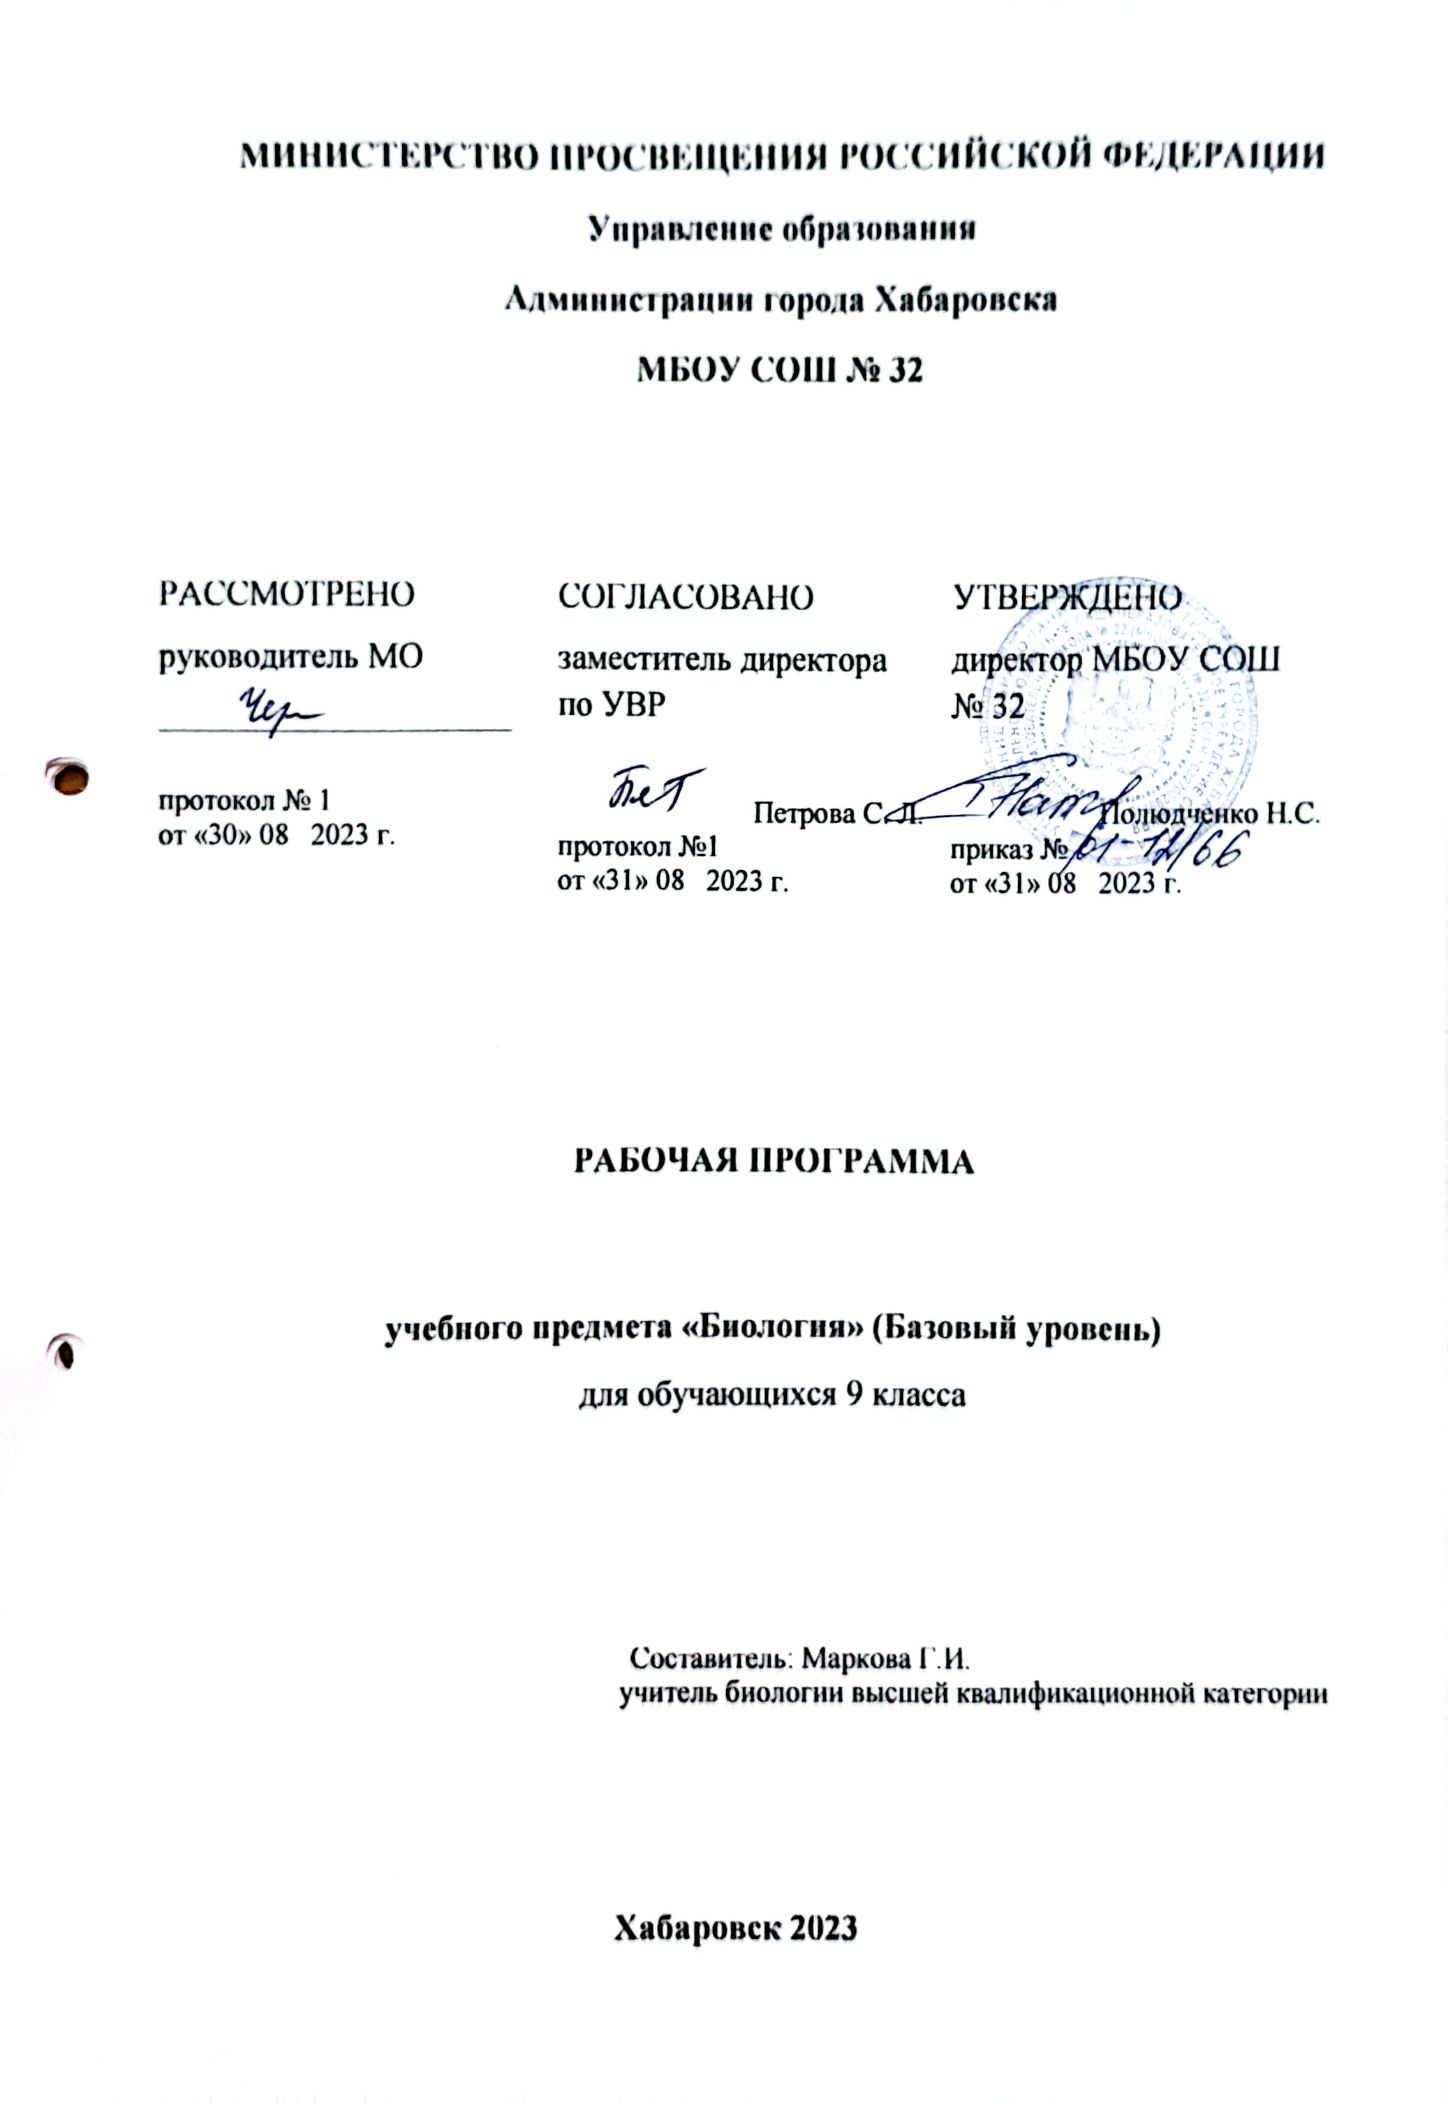 МИНИСТЕРСТВО ПРОСВЕЩЕНИЯ РОССИЙСКОЙ ФЕДЕРАЦИИ
Управление образования
Администрации города Хабаровска
МБОУ СОШ № 32
РАССМОТРЕНО
руководитель МО
протокол № 1
от «30» 08 2023 г.
СОГЛАСОВАНО
заместитель директора
по УВР
Петрова С.Л.
протокол №1
от «31» 08 2023 г.
УТВЕРЖДЕНО
директор МБОУ СОШ
№ 32
Полюдченко Н.С.
приказ № 01-12/66
от «31» 08 2023 г.
РАБОЧАЯ ПРОГРАММА
учебного предмета «Биология» (Базовый уровень)
для обучающихся 9 класса
Составитель: Маркова Г.И.
учитель биологии высшей квалификационной категории
Хабаровск 2023